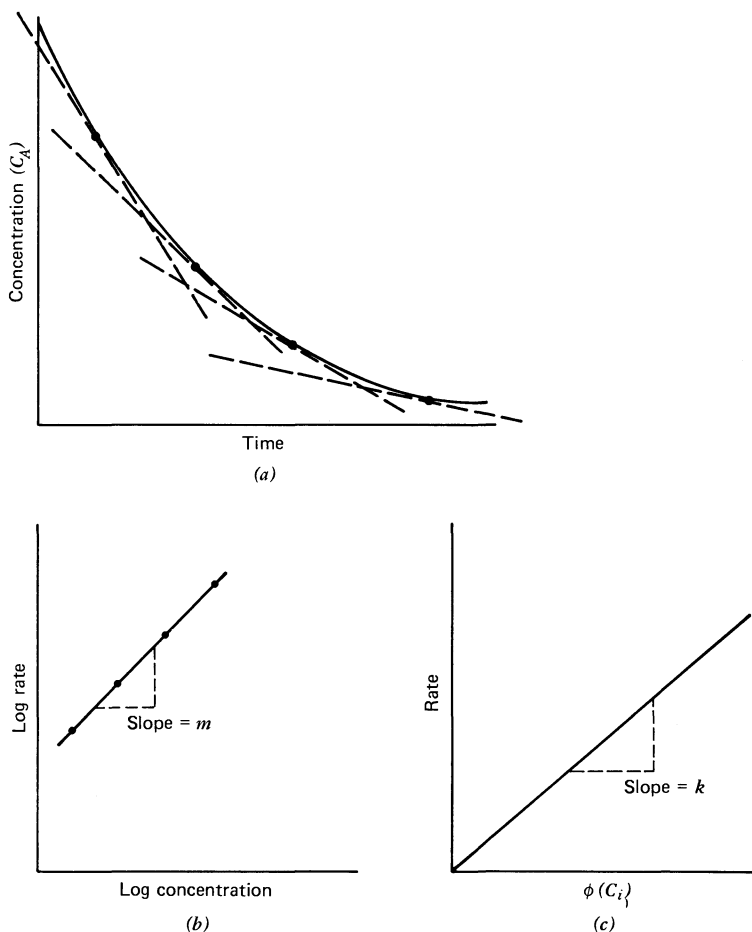 Concentration (C_A)
Time
(a)
Log rate
Slope = m
Log concentration
(b)
Rate
Slope = k
ϕ (C_i)
(c)